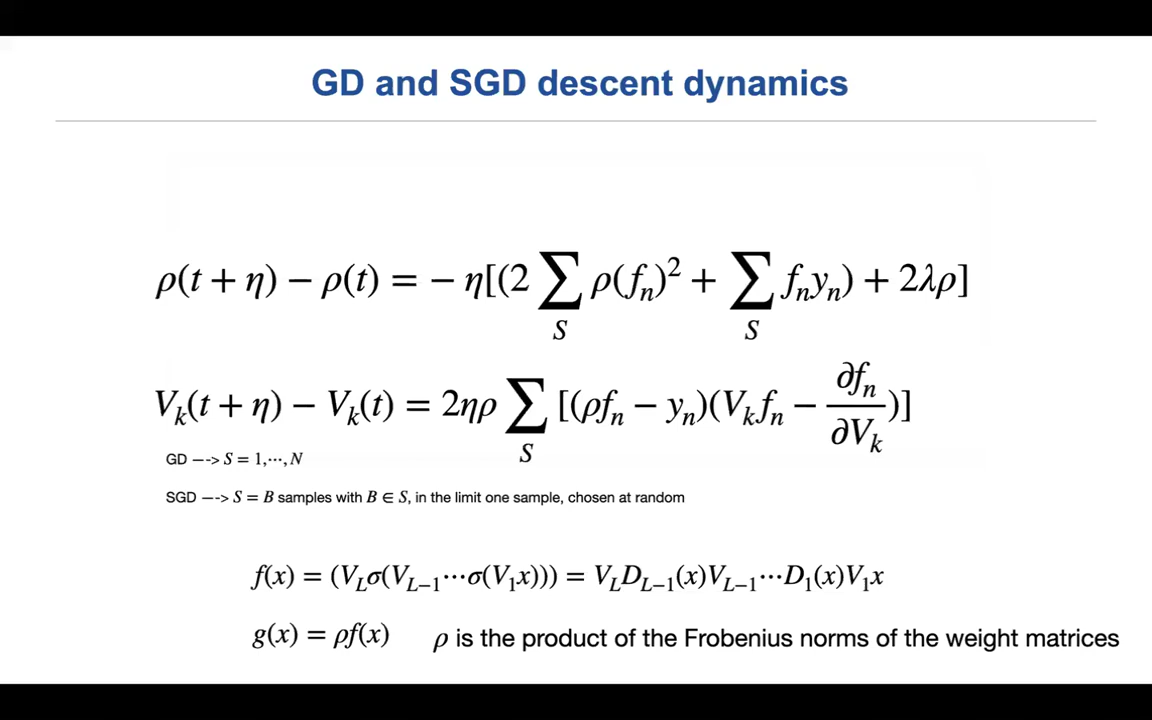 GD and SGD descent dynamics
ρ(t + η) − ρ(t) = − η[(2 ∑_S ρ(f_n)² + ∑_S f_n y_n) + 2λρ]
V_k(t + η) − V_k(t) = 2ηρ ∑_S [(ρf_n − y_n)(V_k f_n − ∂f_n/∂V_k)]
GD —-> S = 1,⋯, N
SGD —-> S = B samples with B ∈ S, in the limit one sample, chosen at random
f(x) = (V_L σ(V_{L−1}⋯σ(V_1 x))) = V_L D_{L−1}(x)V_{L−1}⋯D_1(x)V_1 x
g(x) = ρf(x) ρ is the product of the Frobenius norms of the weight matrices